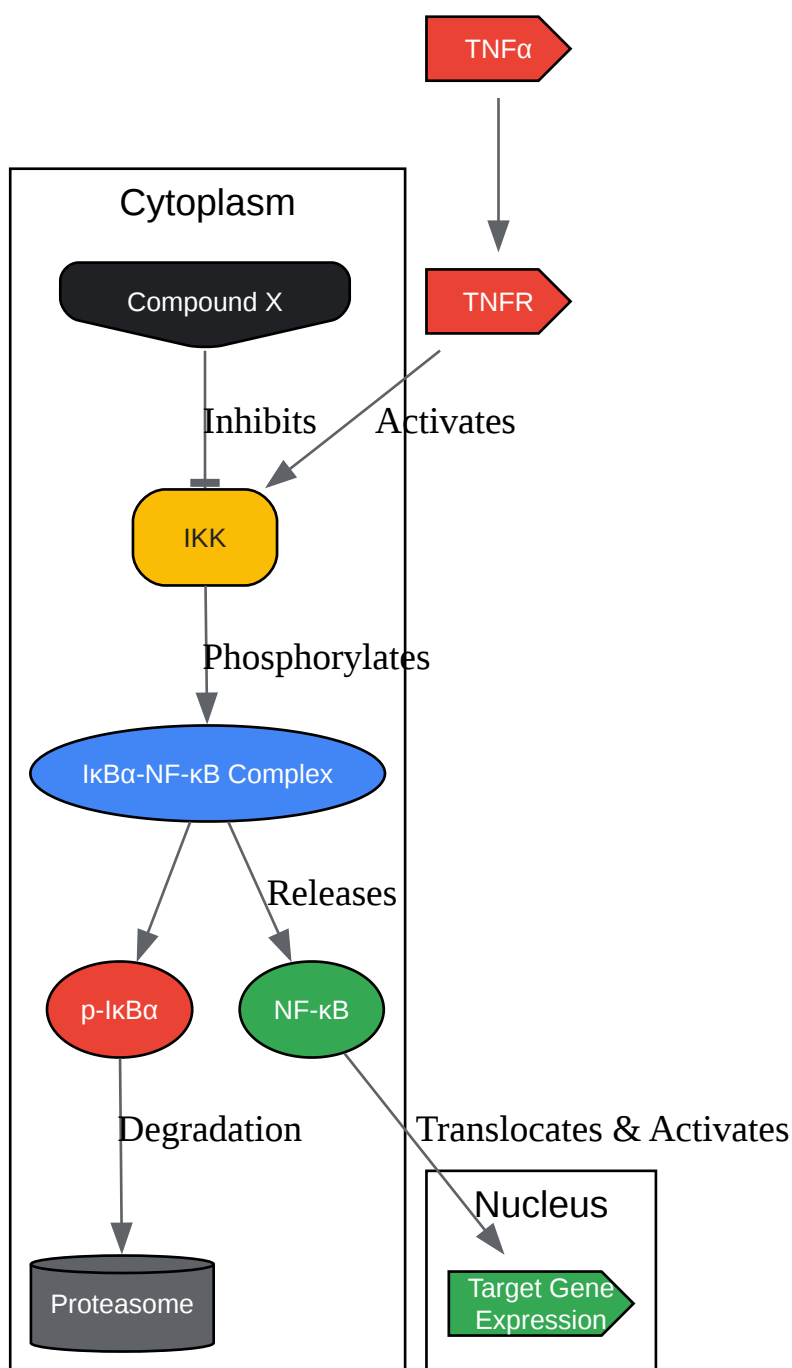 TNFα
Cytoplasm
Compound X
TNFR
Inhibits
Activates
IKK
Phosphorylates
IκBα-NF-κB Complex
Releases
p-IκBα
NF-κB
Degradation
Translocates & Activates
Nucleus
Proteasome
Target Gene
Expression